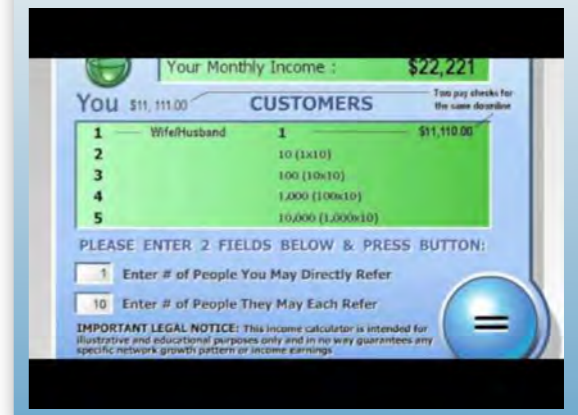 Your Monthly Income : $22,221
Two pay checks for
You $11, 111.00 CUSTOMERS the same downline
1 Wife/Husband 1 $11,110.00
2 10 (1x10)
3 100 (10x10)
4 1,000 (100x10)
5 10,000 (1,000x10)
PLEASE ENTER 2 FIELDS BELOW & PRESS BUTTON:
1 Enter # of People You May Directly Refer
10 Enter # of People They May Each Refer
=
IMPORTANT LEGAL NOTICE: This income calculator is intended for
illustrative and educational purposes only and in no way guarantees any
specific network growth pattern or income earnings